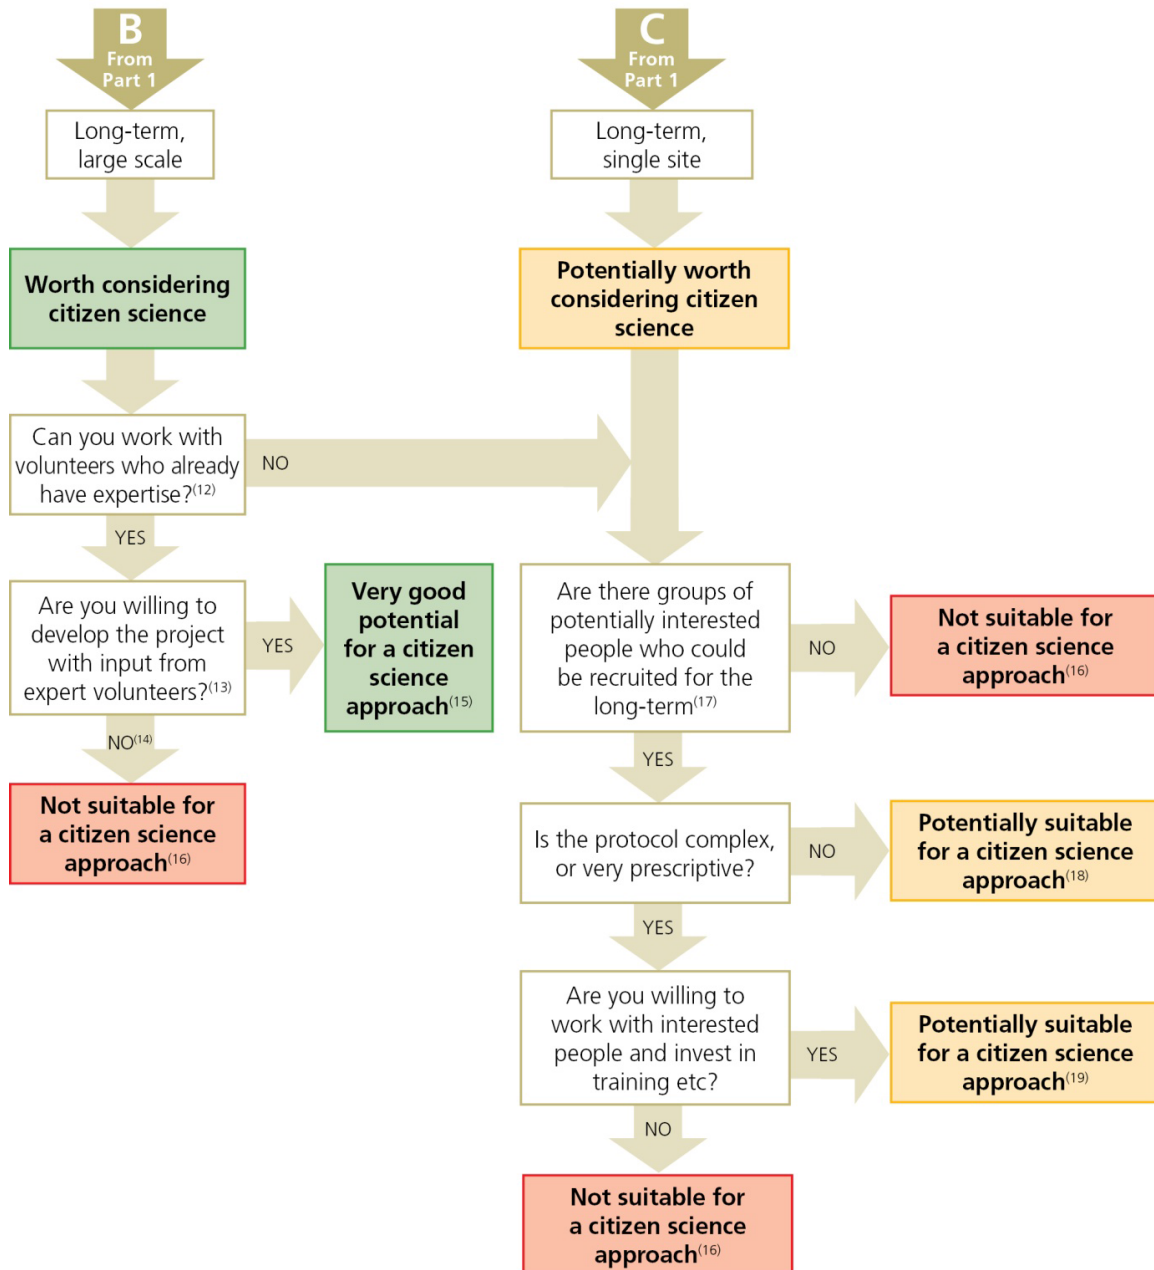 B
From
Part 1
Long-term,
large scale
Worth considering
citizen science
Can you work with
volunteers who already
have expertise?(12)
NO
YES
Are you willing to
develop the project
with input from
expert volunteers?(13)
YES
Very good
potential
for a citizen
science
approach(15)
NO(14)
Not suitable for
a citizen science
approach(16)
C
From
Part 1
Long-term,
single site
Potentially worth
considering citizen
science
Are there groups of
potentially interested
people who could
be recruited for the
long-term(17)
NO
Not suitable for
a citizen science
approach(16)
YES
Is the protocol complex,
or very prescriptive?
NO
Potentially suitable
for a citizen science
approach(18)
YES
Are you willing to
work with interested
people and invest in
training etc?
YES
Potentially suitable
for a citizen science
approach(19)
NO
Not suitable for
a citizen science
approach(16)